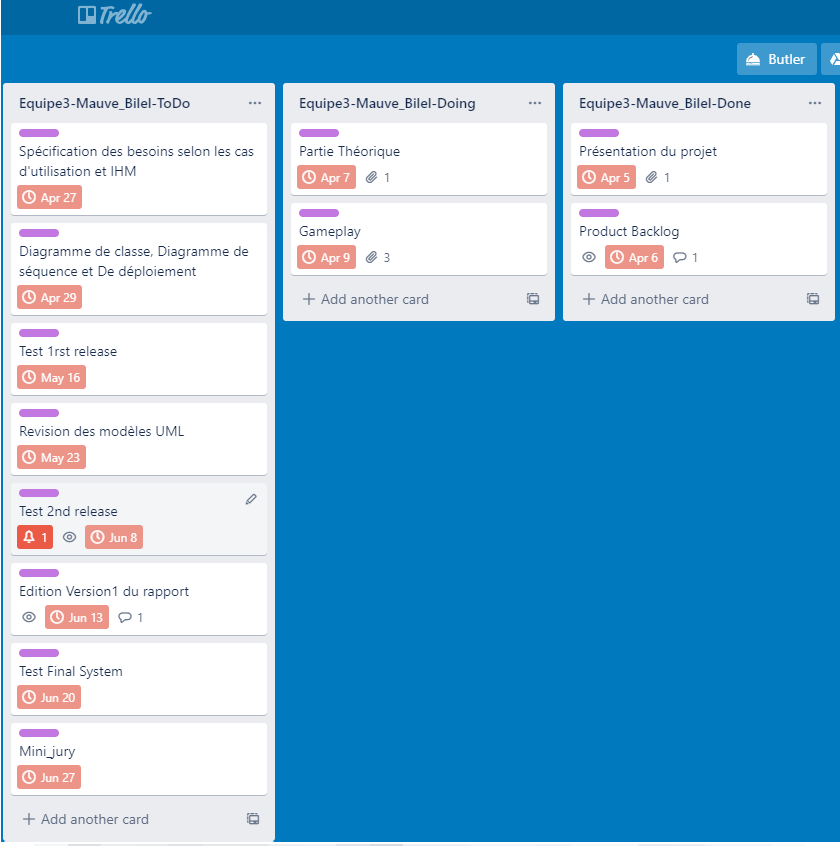 Trello
Butler
Equipe3-Mauve_Bilel-ToDo
Spécification des besoins selon les cas
d'utilisation et IHM
Apr 27
Diagramme de classe, Diagramme de
séquence et De déploiement
Apr 29
Test 1rst release
May 16
Revision des modèles UML
May 23
Test 2nd release
1 Jun 8
Edition Version1 du rapport
Jun 13 1
Test Final System
Jun 20
Mini_jury
Jun 27
+ Add another card
Equipe3-Mauve_Bilel-Doing
Partie Théorique
Apr 7 1
Gameplay
Apr 9 3
+ Add another card
Equipe3-Mauve_Bilel-Done
Présentation du projet
Apr 5 1
Product Backlog
Apr 6 1
+ Add another card